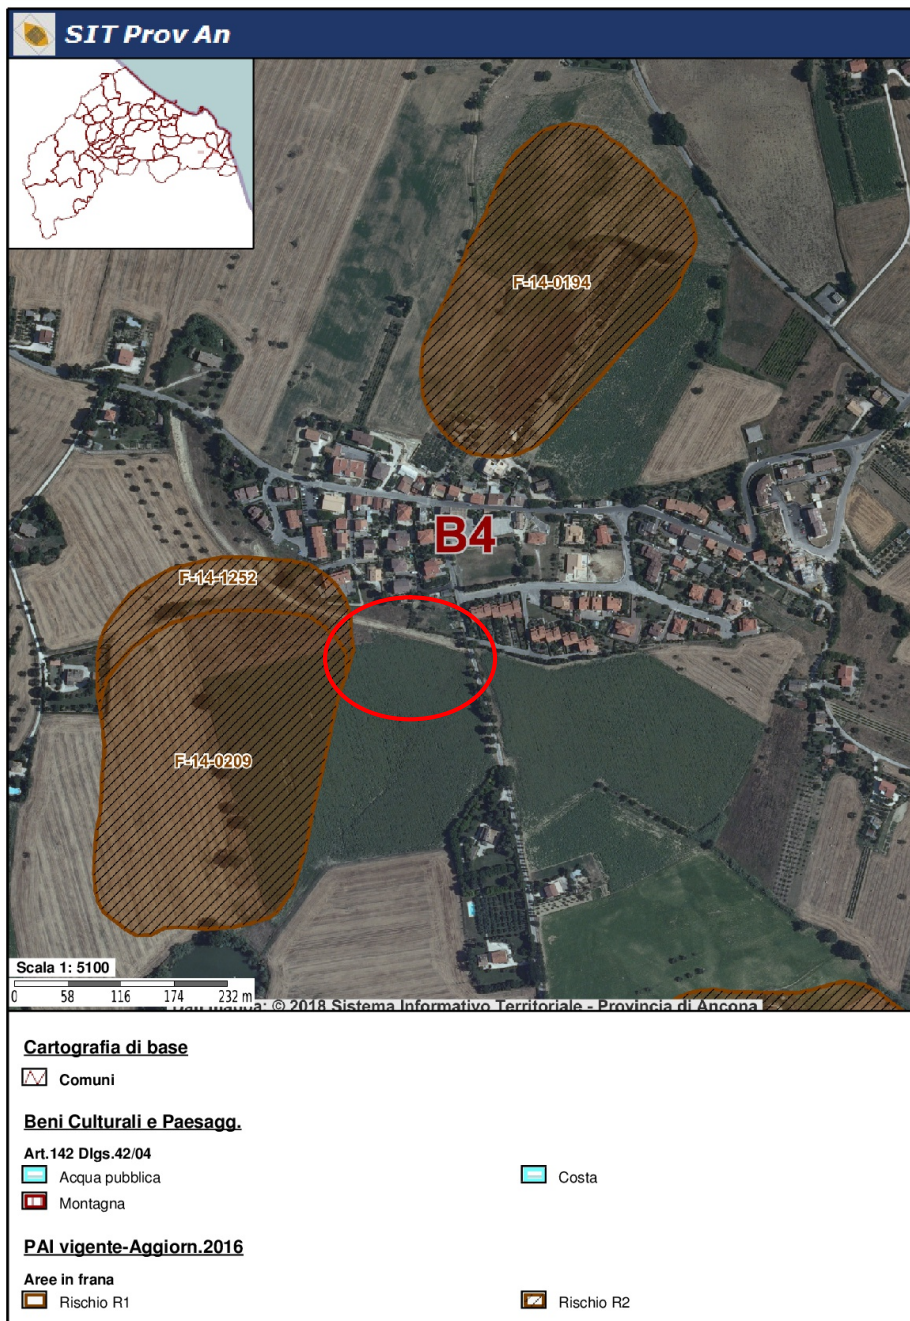 SIT Prov An
F-14-0194
B4
F-14-1252
F-14-0209
Scala 1: 5100
0 58 116 174 232 m
Dati mappa: © 2018 Sistema Informativo Territoriale - Provincia di Ancona
Cartografia di base
Comuni
Beni Culturali e Paesagg.
Art.142 Dlgs.42/04
Acqua pubblica
Costa
Montagna
PAI vigente-Aggiorn.2016
Aree in frana
Rischio R1
Rischio R2